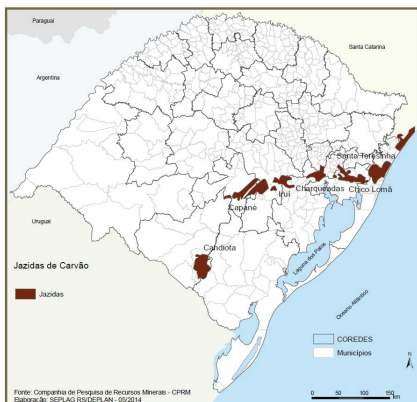 Paraguai
Santa Catarina
Argentina
Santa Teresinha
Charqueadas
Chico Lomã
Iruí
Capané
Uruguai
Candiota
Laguna dos Patos
Jazidas de Carvão
Jazidas
Oceano Atlântico
COREDES
Municípios
N
0 50 100 150
km
Fonte: Companhia de Pesquisa de Recursos Minerais - CPRM
Elaboração: SEPLAG RS/DEPLAN - 05/2014